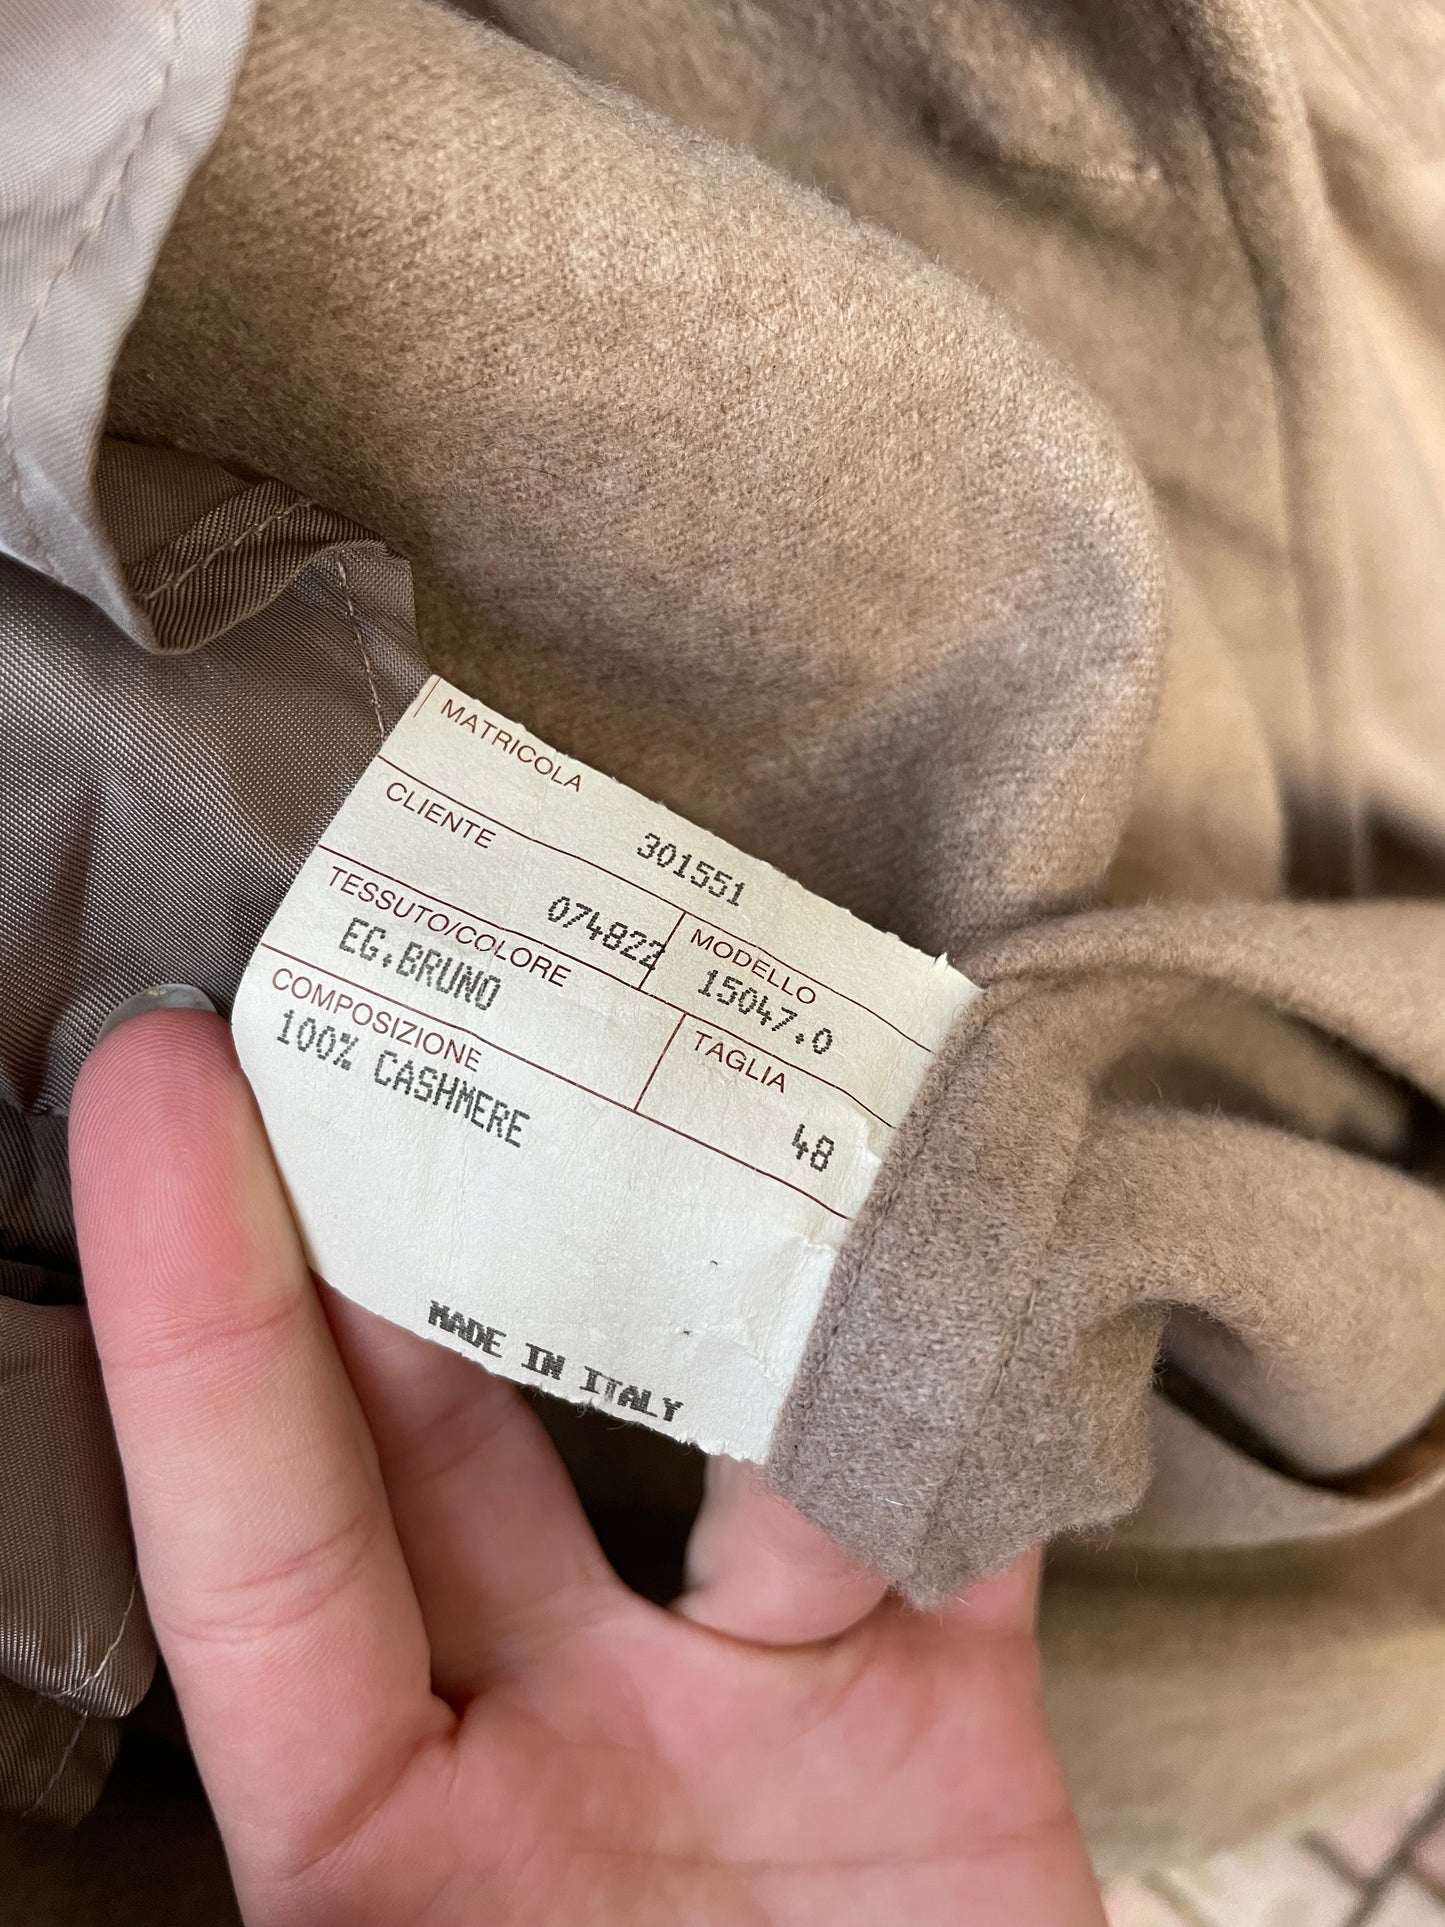 MATRICOLA
301551
CLIENTE
074822
MODELLO
15047.0
TESSUTO/COLORE
EG.BRUNO
TAGLIA
48
COMPOSIZIONE
100% CASHMERE
MADE IN ITALY